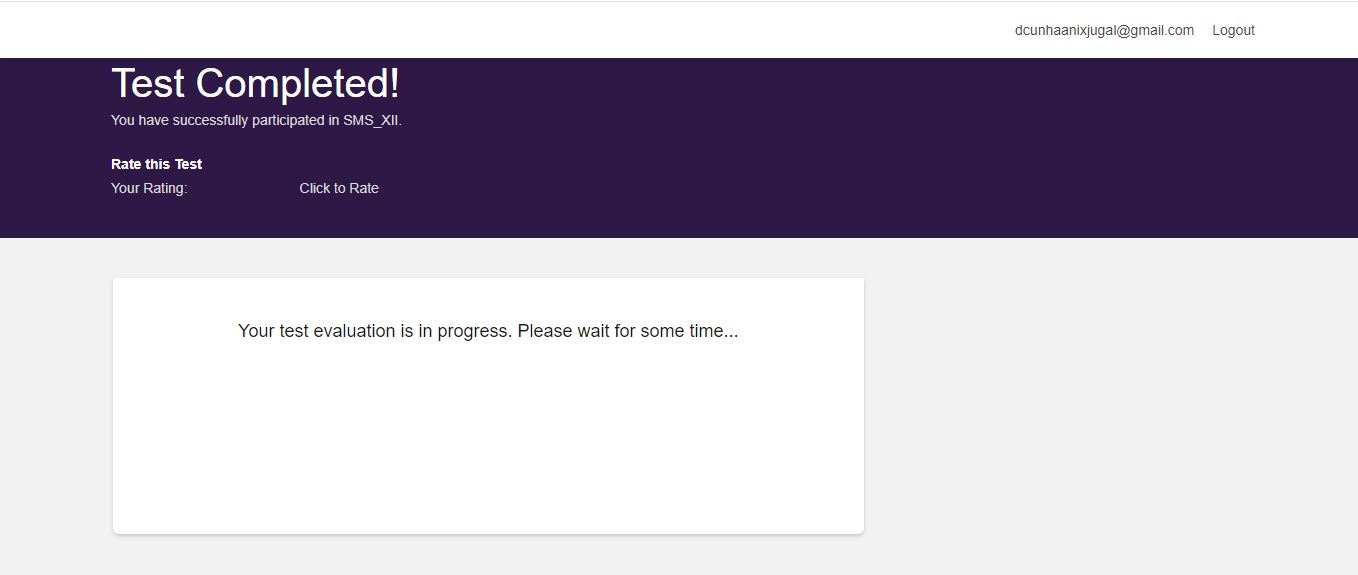 dcunhaanixjugal@gmail.com Logout
Test Completed!
You have successfully participated in SMS_XII.
Rate this Test
Your Rating: Click to Rate
Your test evaluation is in progress. Please wait for some time...